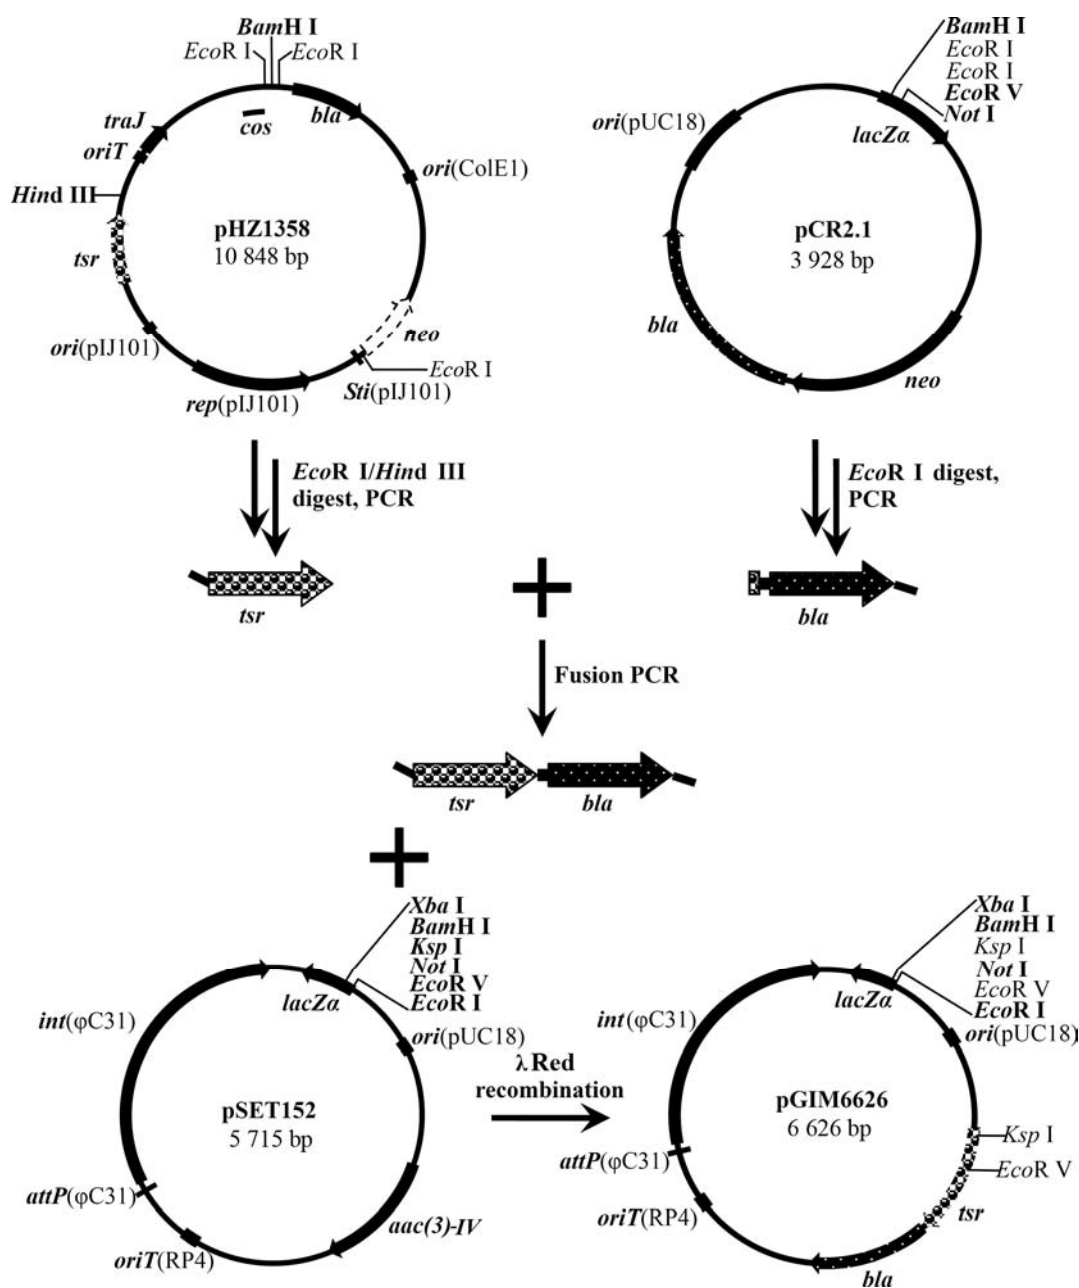 BamH I
EcoR I EcoR I
cos
bla
traJ
oriT
Hind III
tsr
ori(pIJ101)
rep(pIJ101)
Sti(pIJ101)
EcoR I
neo
ori(ColE1)
pHZ1358
10 848 bp
BamH I
EcoR I
EcoR I
EcoR V
Not I
lacZα
ori(pUC18)
pCR2.1
3 928 bp
bla
neo
EcoR I/Hind III
digest, PCR
EcoR I digest,
PCR
tsr
bla
Fusion PCR
tsr
bla
Xba I
BamH I
Ksp I
Not I
EcoR V
EcoR I
lacZα
int(φC31)
ori(pUC18)
pSET152
5 715 bp
attP(φC31)
oriT(RP4)
aac(3)-IV
λ Red
recombination
Xba I
BamH I
Ksp I
Not I
EcoR V
EcoR I
lacZα
int(φC31)
ori(pUC18)
pGIM6626
6 626 bp
Ksp I
EcoR V
attP(φC31)
oriT(RP4)
tsr
bla